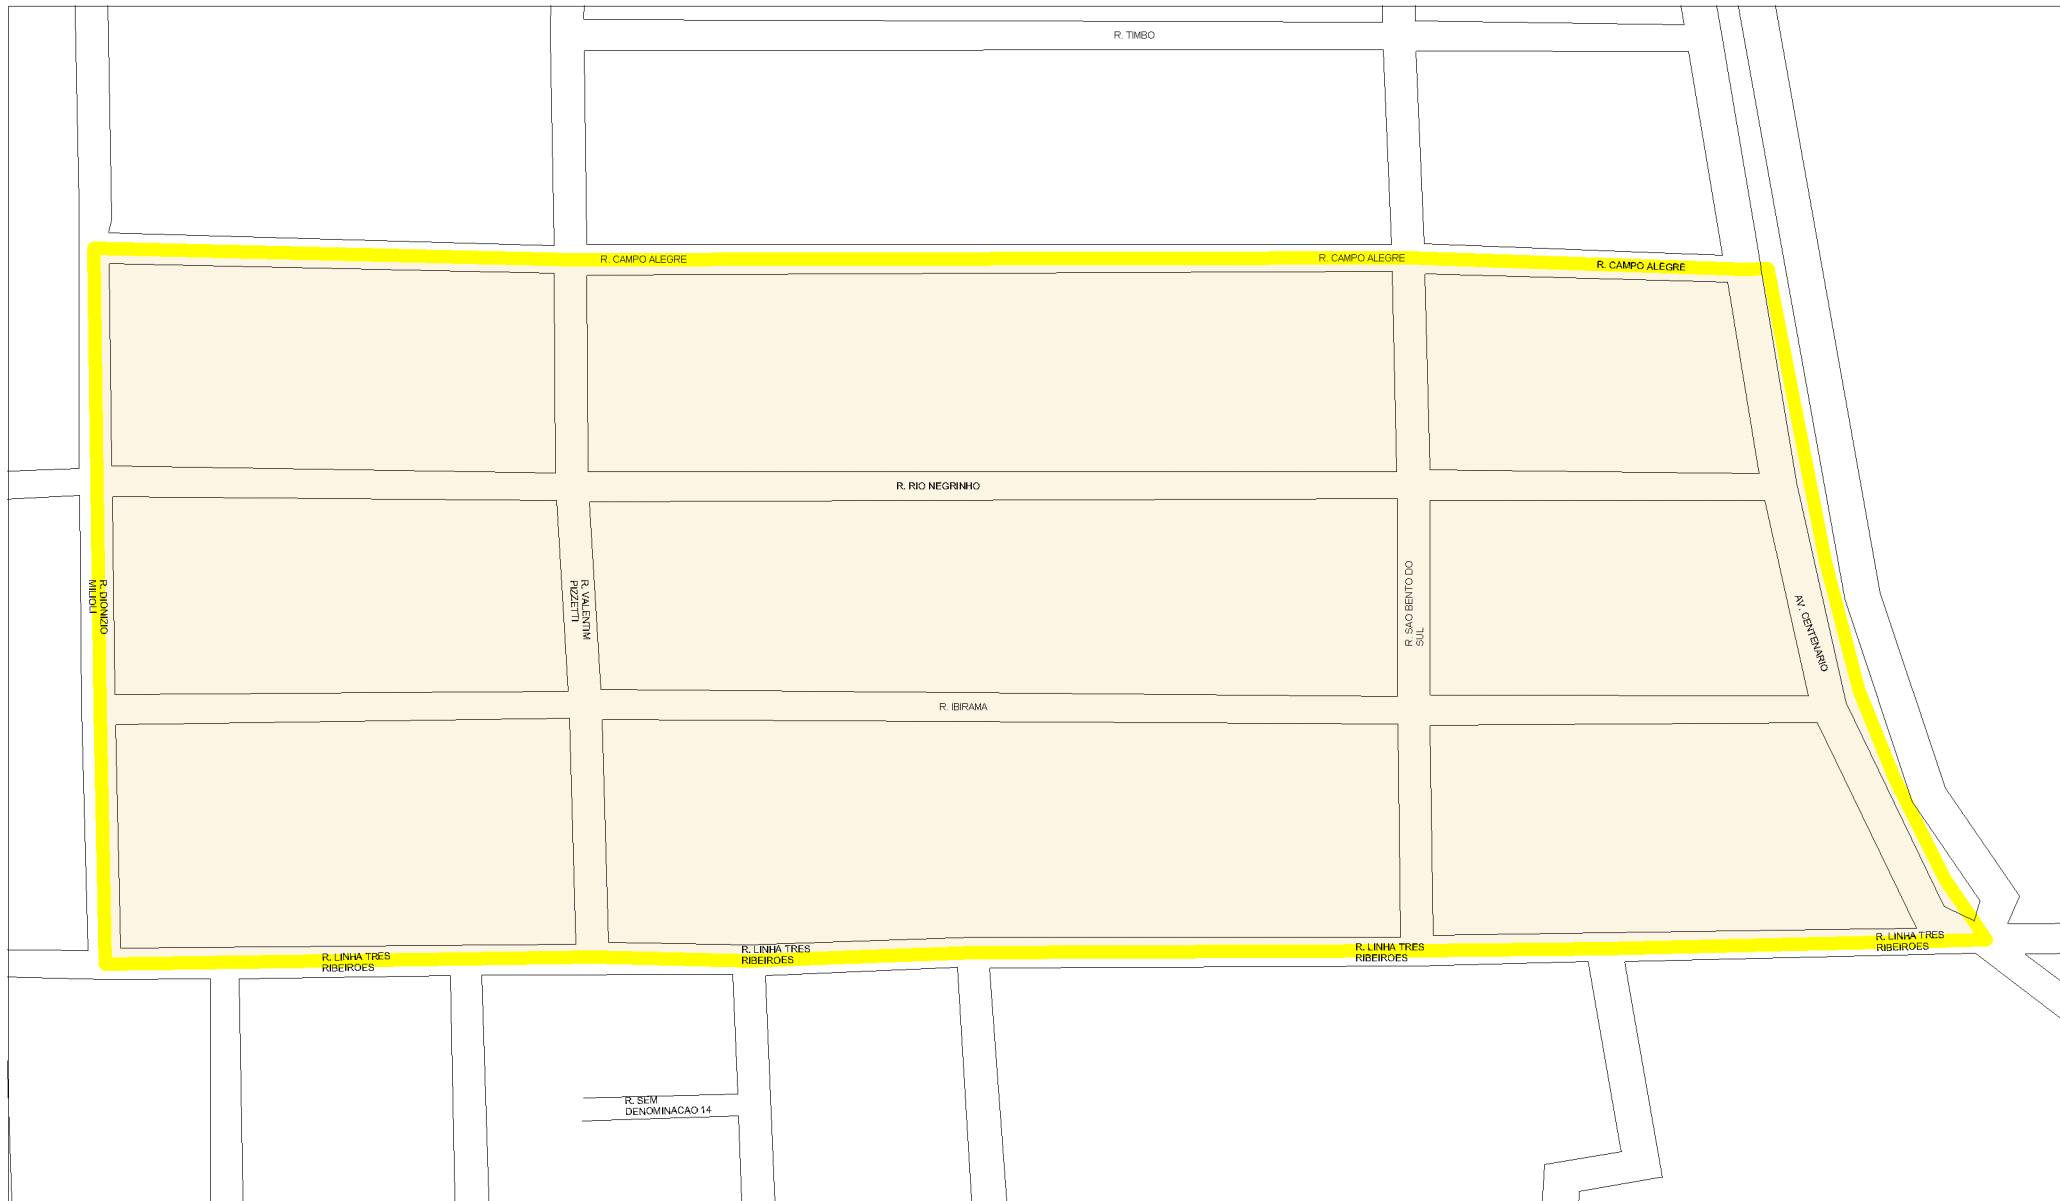 R. TIMBO
R. CAMPO ALEGRE
R. CAMPO ALEGRE
R. CAMPO ALEGRE
R. RIO NEGRINHO
R. DIONIZIO
MILIOLI
R. VALENTIM
PIZZETTI
R. SAO BENTO DO
SUL
AV. CENTENARIO
R. IBIRAMA
R. LINHA TRES
RIBEIROES
R. LINHA TRES
RIBEIROES
R. LINHA TRES
RIBEIROES
R. LINHA TRES
RIBEIROES
R. SEM
DENOMINACAO 14